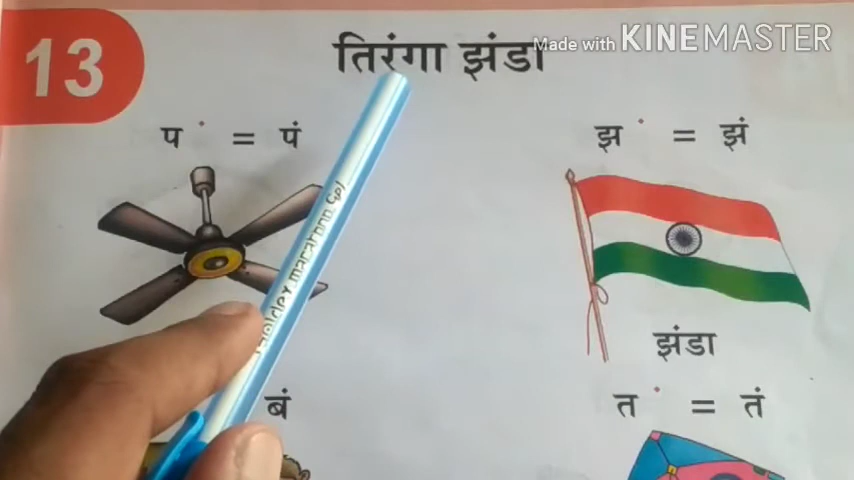 13
तिरंगा झंडा
Made with KINEMASTER
प ं = पं
झ ं = झं
झंडा
बं
त ं = तं